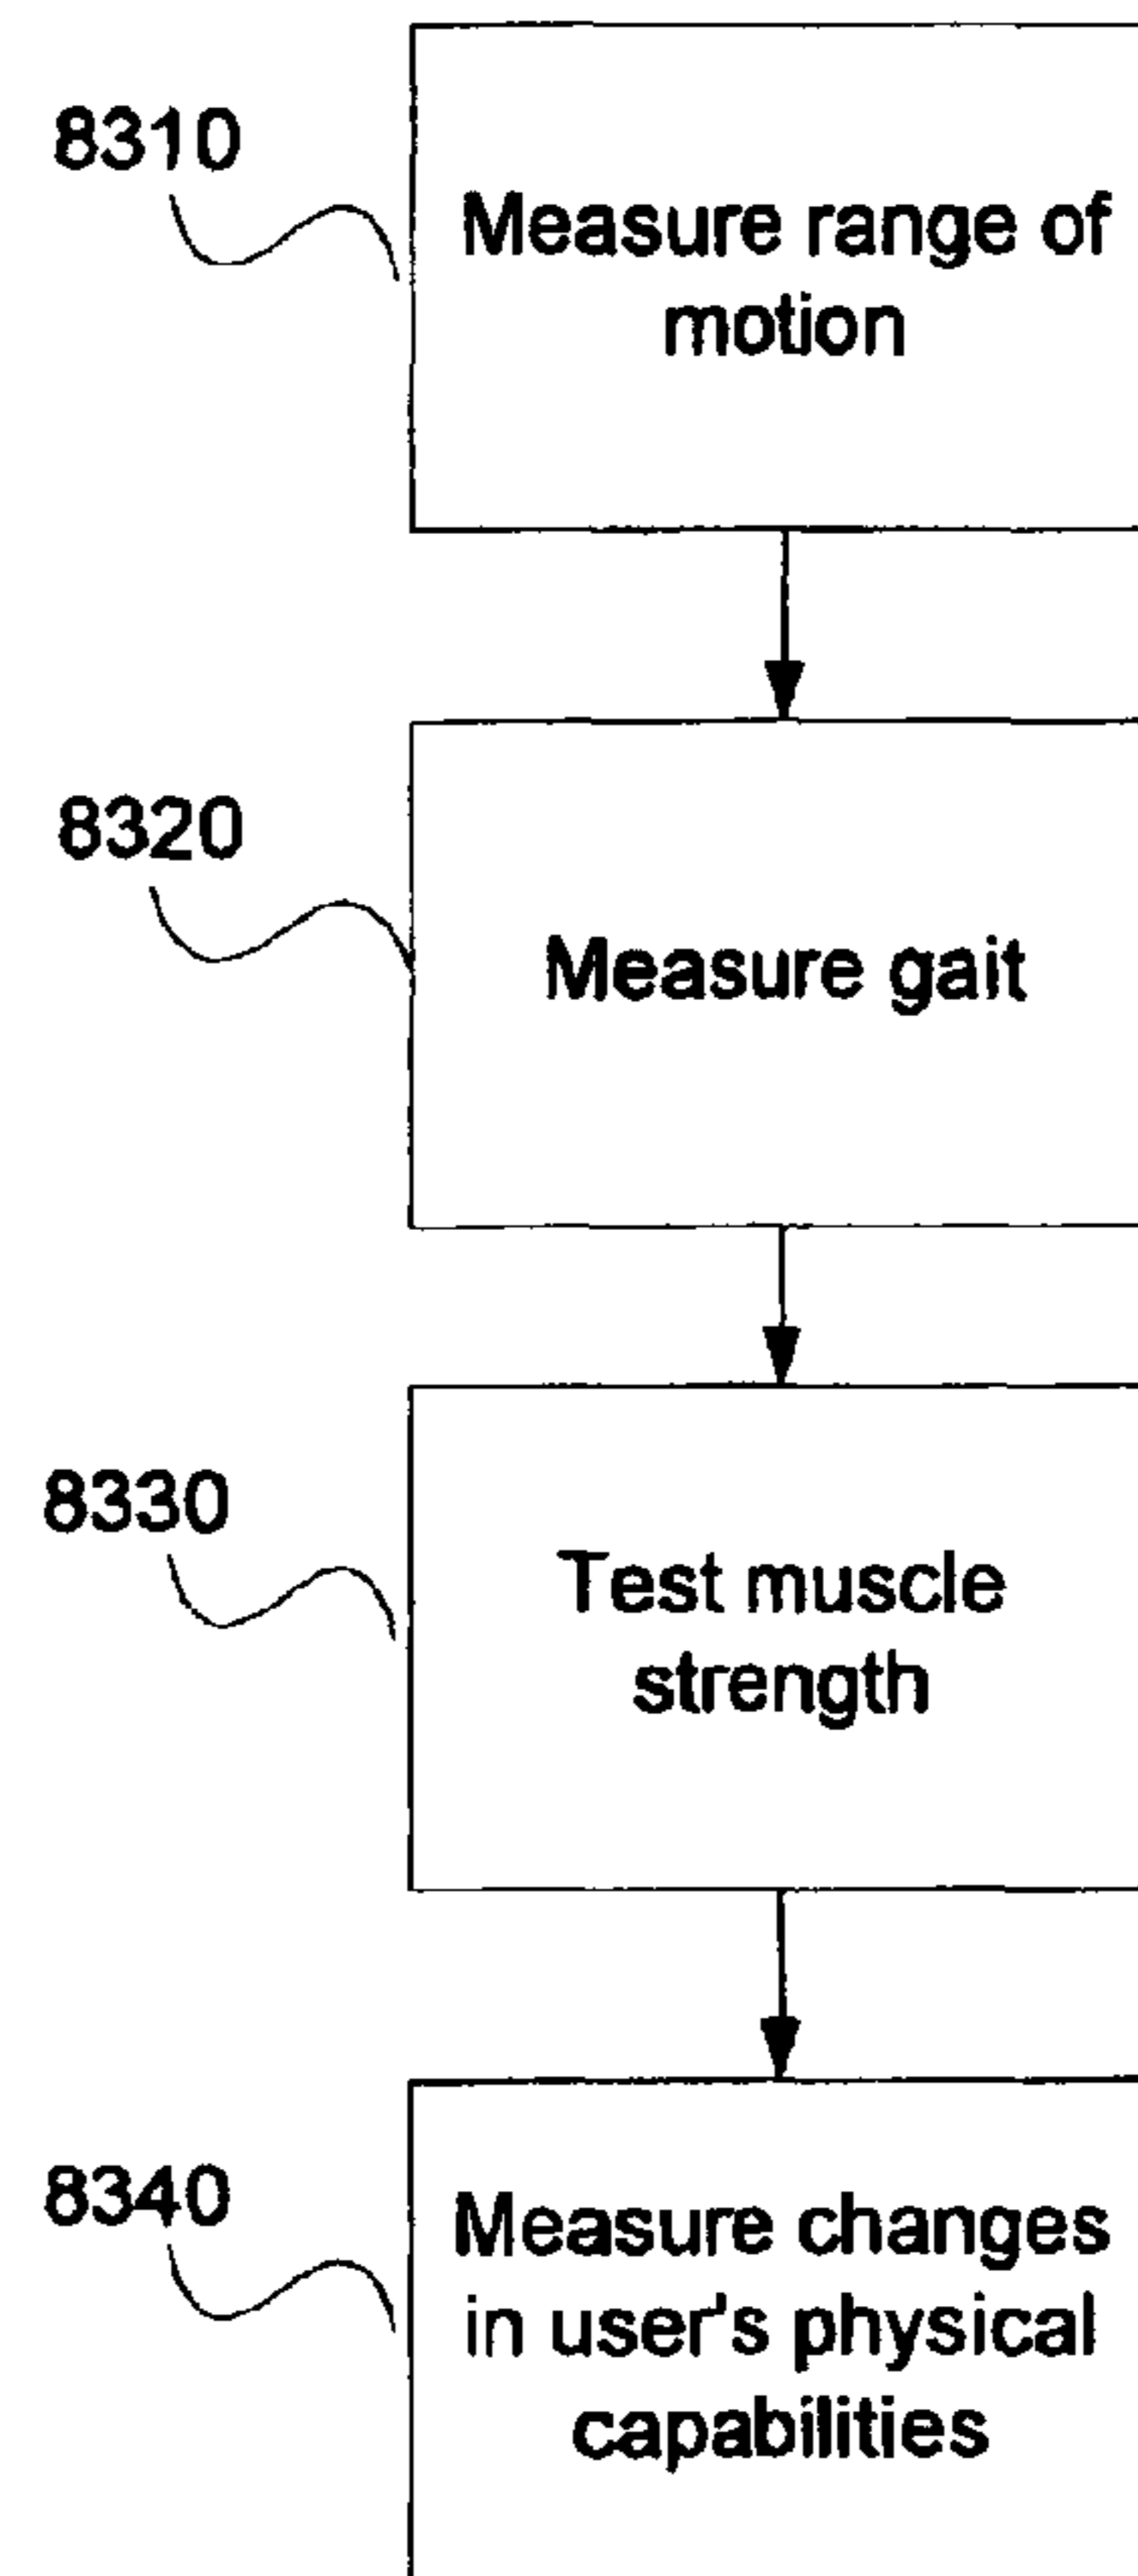 8310
Measure range of
motion
8320
Measure gait
8330
Test muscle
strength
8340
Measure changes
in user's physical
capabilities